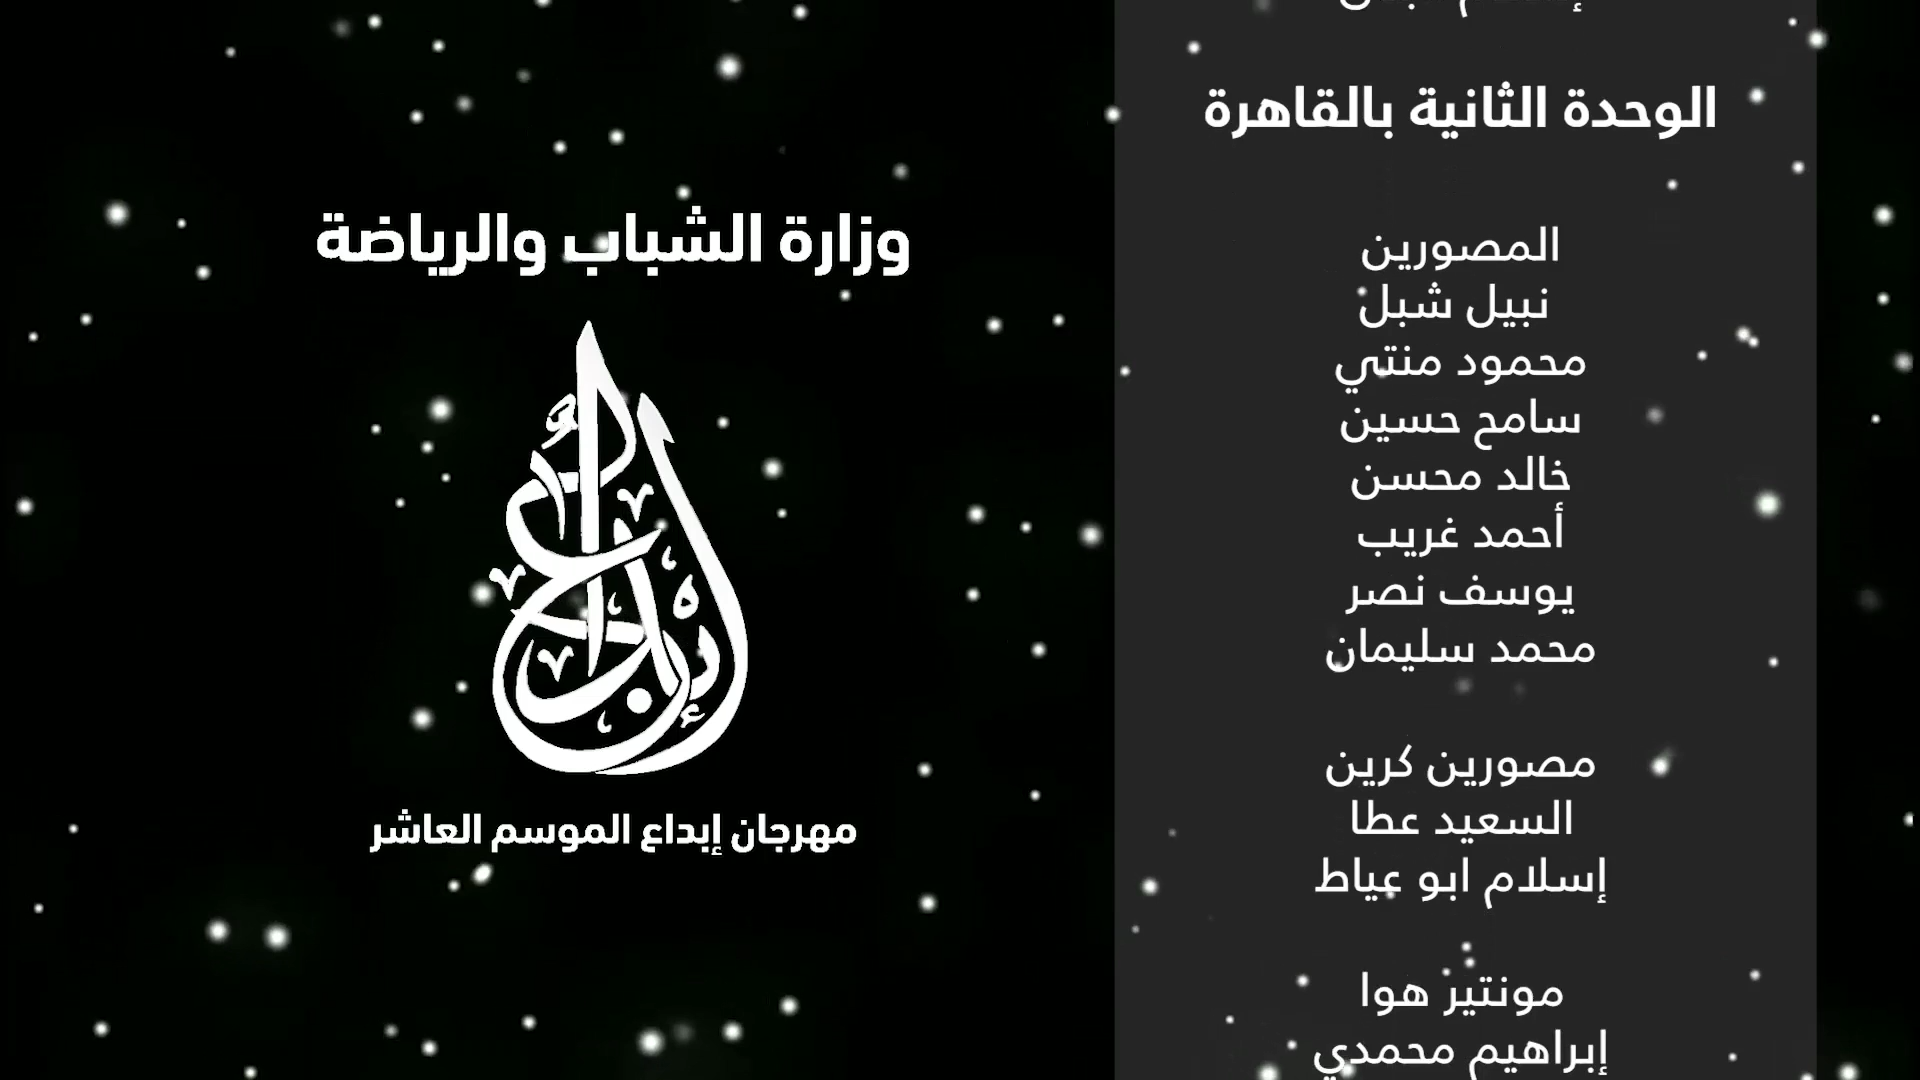 وزارة الشباب والرياضة
إبداع
مهرجان إبداع الموسم العاشر
الوحدة الثانية بالقاهرة
المصورين
نبيل شبل
محمود منتي
سامح حسين
خالد محسن
أحمد غريب
يوسف نصر
محمد سليمان
مصورين كرين
السعيد عطا
إسلام ابو عياط
مونتير هوا
إبراهيم محمدي